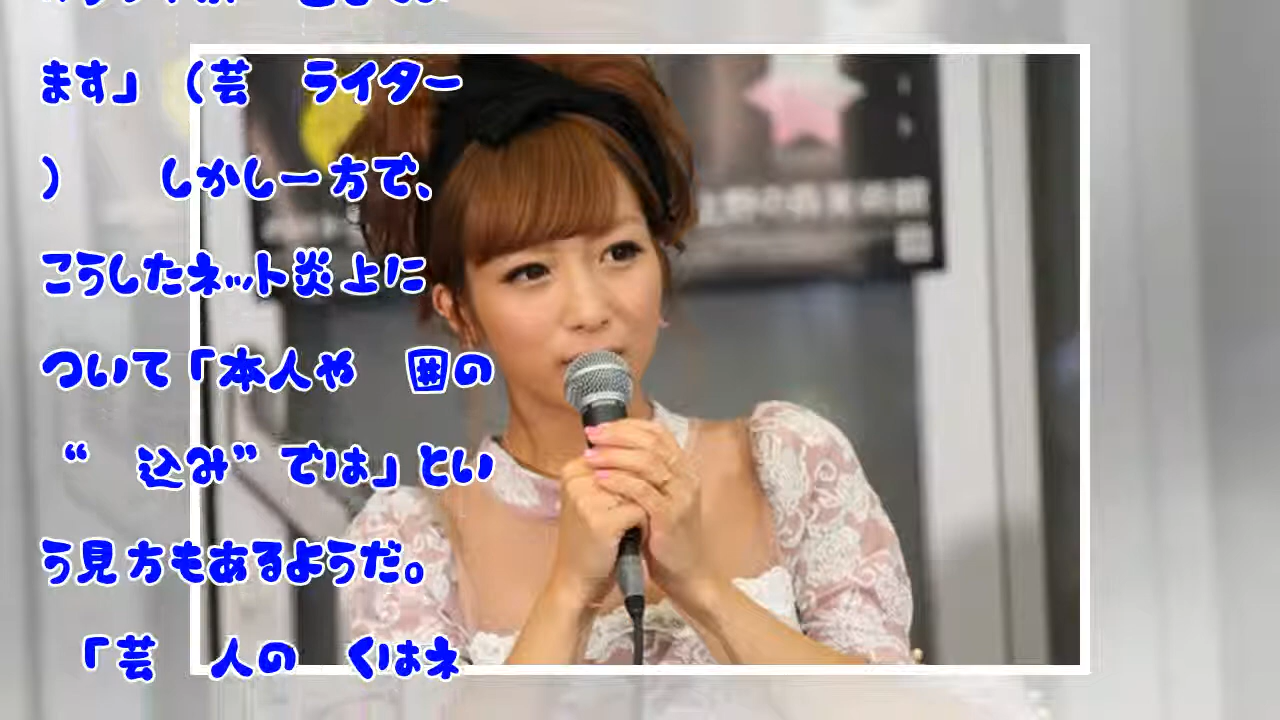 ます」（芸　ライター
）　　しかし一方で、
こうしたネット炎上に
ついて「本人や　囲の
“　込み”では」とい
う見方もあるようだ。
「芸　人の　くはネ